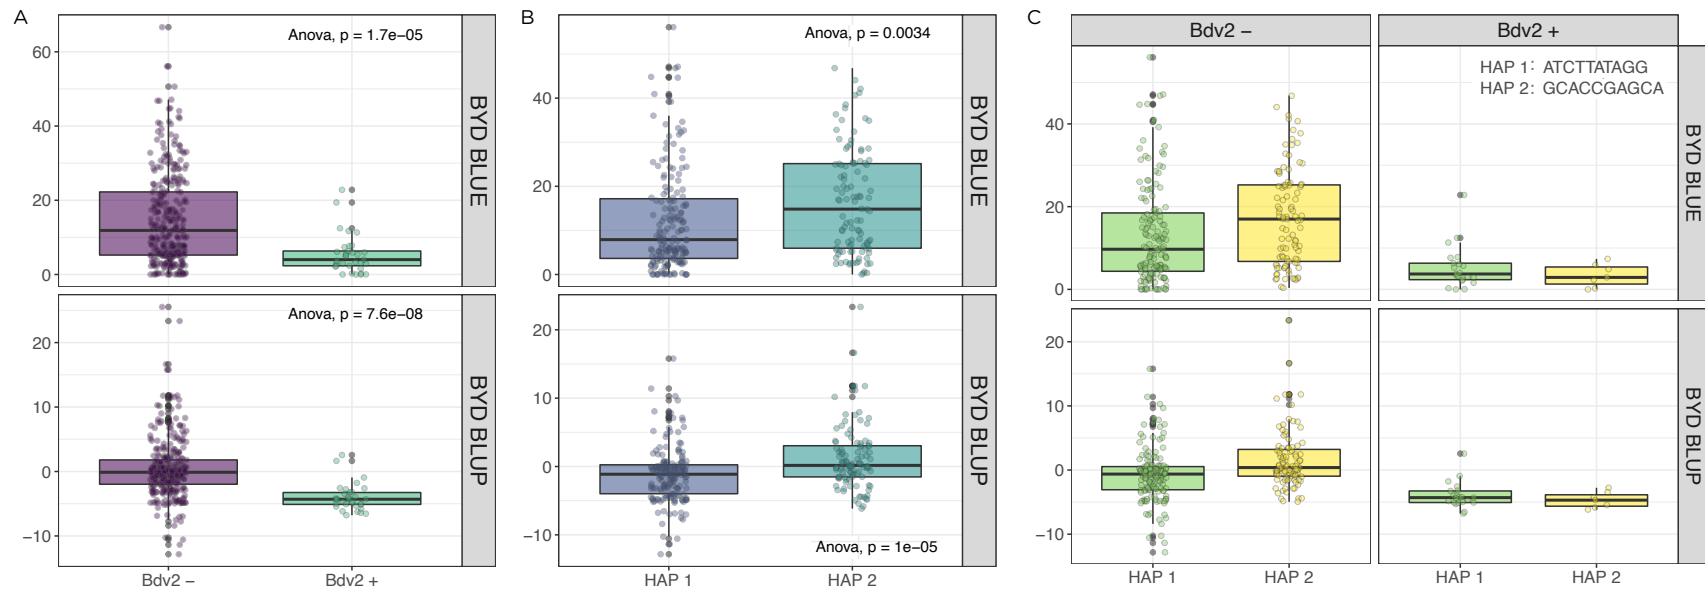 A
Anova, p = 1.7e−05
60
40
20
0
BYD BLUE
Anova, p = 7.6e−08
20
10
0
−10
BYD BLUP
Bdv2 −
Bdv2 +
B
Anova, p = 0.0034
40
20
0
BYD BLUE
20
10
0
−10
Anova, p = 1e−05
BYD BLUP
HAP 1
HAP 2
C
Bdv2 −
Bdv2 +
HAP 1: ATCTTATAGG
HAP 2: GCACCGAGCA
40
20
0
BYD BLUE
20
10
0
−10
BYD BLUP
HAP 1
HAP 2
HAP 1
HAP 2